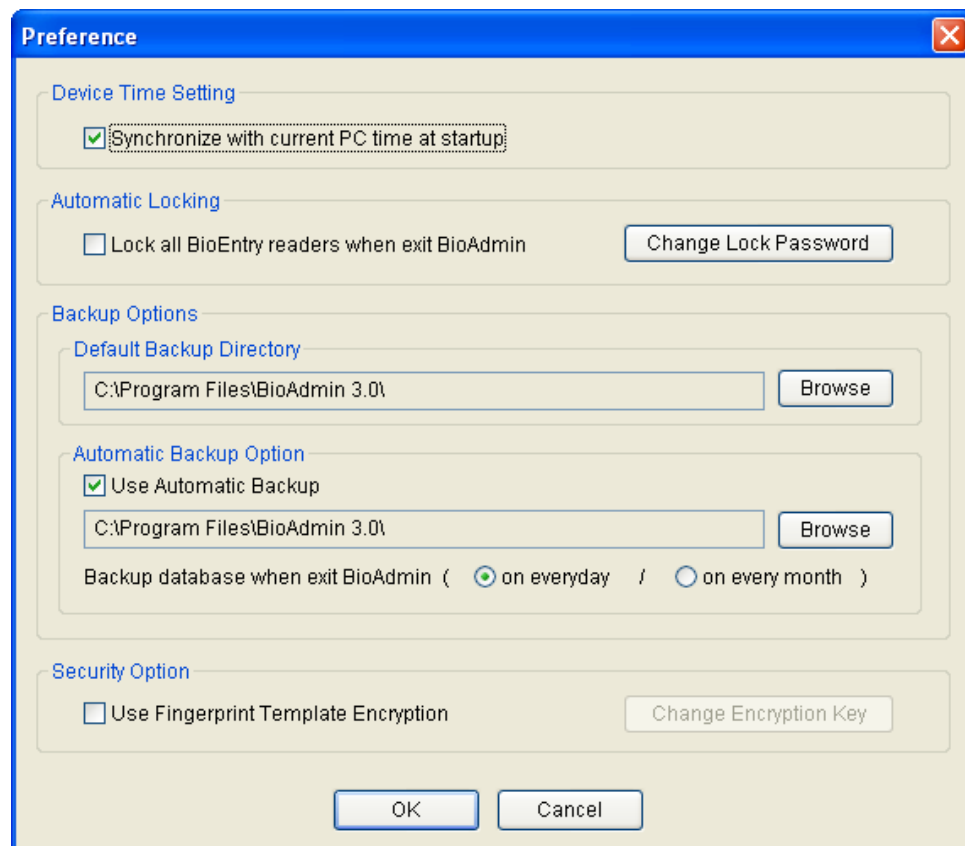 Preference
Device Time Setting
Synchronize with current PC time at startup
Automatic Locking
Lock all BioEntry readers when exit BioAdmin Change Lock Password
Backup Options
Default Backup Directory
C:\Program Files\BioAdmin 3.0\ Browse
Automatic Backup Option
Use Automatic Backup
C:\Program Files\BioAdmin 3.0\ Browse
Backup database when exit BioAdmin ( on everyday / on every month )
Security Option
Use Fingerprint Template Encryption Change Encryption Key
OK Cancel